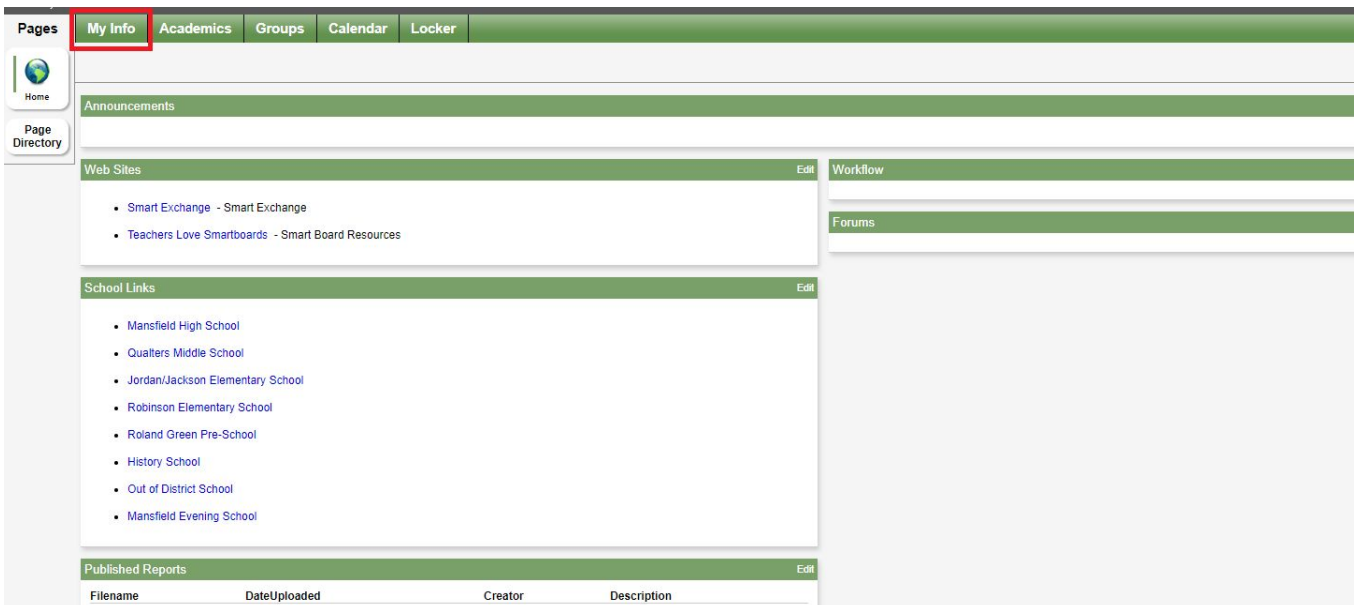 Pages My Info Academics Groups Calendar Locker
Home
Page
Directory
Announcements
Web Sites Edit
Smart Exchange - Smart Exchange
Teachers Love Smartboards - Smart Board Resources
Workflow
Forums
School Links Edit
Mansfield High School
Qualters Middle School
Jordan/Jackson Elementary School
Robinson Elementary School
Roland Green Pre-School
History School
Out of District School
Mansfield Evening School
Published Reports Edit
Filename DateUploaded Creator Description